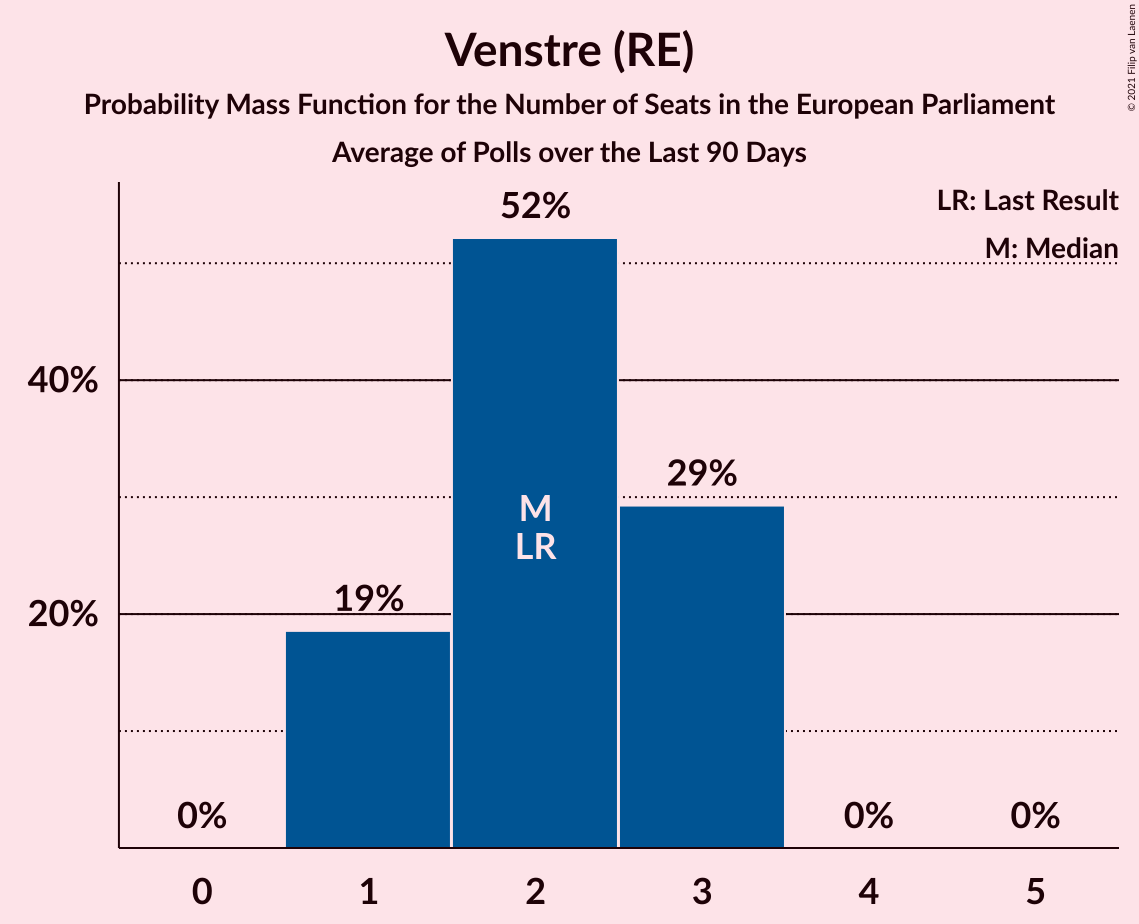 Venstre (RE)
Probability Mass Function for the Number of Seats in the European Parliament
Average of Polls over the Last 90 Days
© 2021 Filip van Laenen
LR: Last Result
M: Median
52%
40%
29%
M
LR
19%
20%
0%
0%
0%
0
1
2
3
4
5